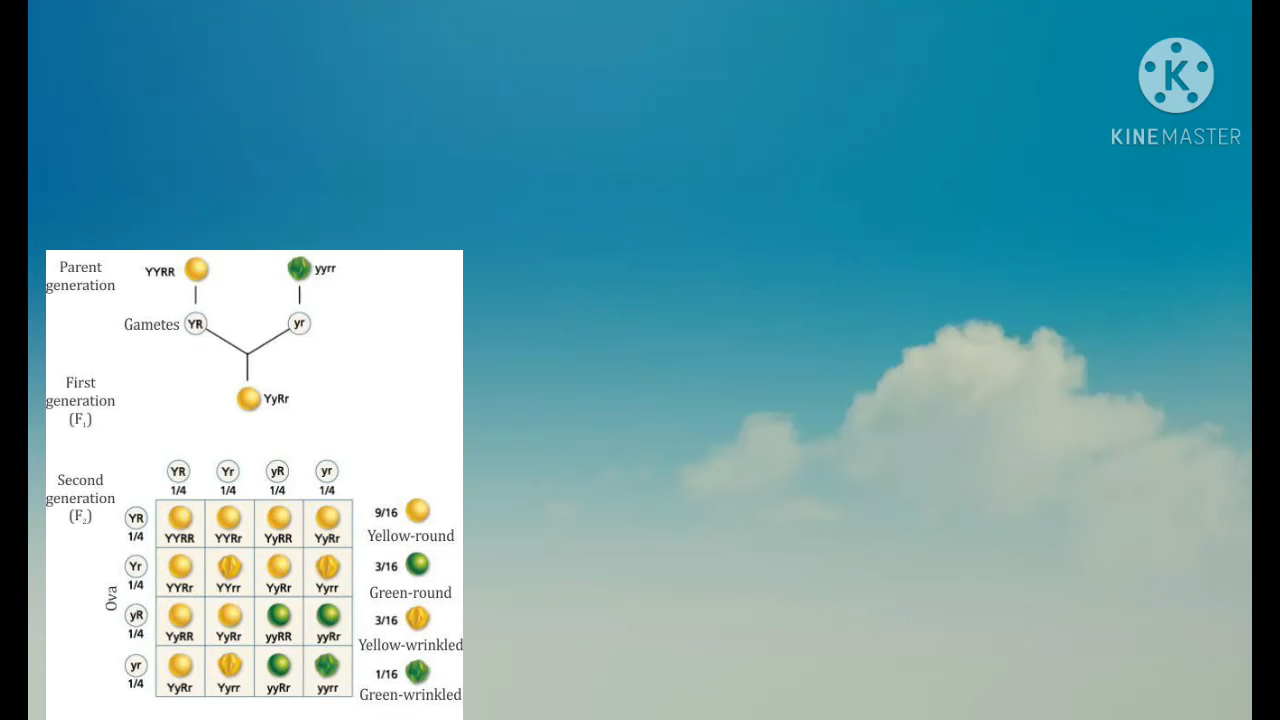 KINEMASTER
Parent
generation
YYRR
yyrr
Gametes
YR
yr
First
generation
(F₁)
YyRr
Second
generation
(F₂)
YR Yr yR yr
1/4 1/4 1/4 1/4
Ova
YR
1/4
YYRR YYRr YyRR YyRr
Yr
1/4
YYRr YYrr YyRr Yyrr
yR
1/4
YyRR YyRr yyRR yyRr
yr
1/4
YyRr Yyrr yyRr yyrr
9/16
Yellow-round
3/16
Green-round
3/16
Yellow-wrinkled
1/16
Green-wrinkled